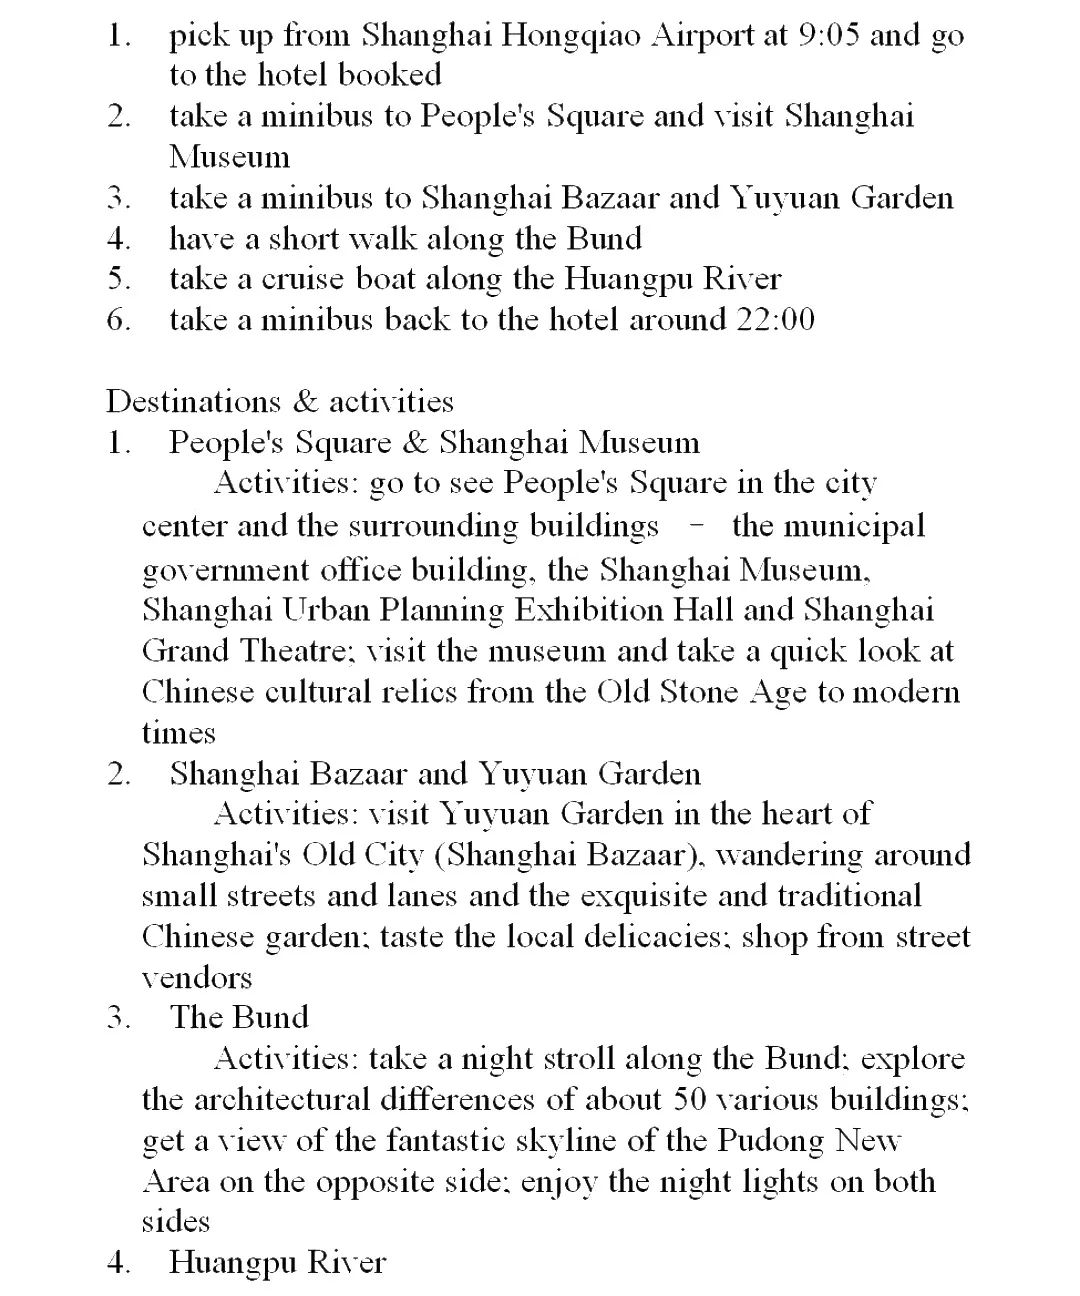 1. pick up from Shanghai Hongqiao Airport at 9:05 and go
to the hotel booked
2. take a minibus to People's Square and visit Shanghai
Museum
3. take a minibus to Shanghai Bazaar and Yuyuan Garden
4. have a short walk along the Bund
5. take a cruise boat along the Huangpu River
6. take a minibus back to the hotel around 22:00
Destinations & activities
1. People's Square & Shanghai Museum
Activities: go to see People's Square in the city
center and the surrounding buildings - the municipal
government office building, the Shanghai Museum,
Shanghai Urban Planning Exhibition Hall and Shanghai
Grand Theatre; visit the museum and take a quick look at
Chinese cultural relics from the Old Stone Age to modern
times
2. Shanghai Bazaar and Yuyuan Garden
Activities: visit Yuyuan Garden in the heart of
Shanghai's Old City (Shanghai Bazaar), wandering around
small streets and lanes and the exquisite and traditional
Chinese garden; taste the local delicacies; shop from street
vendors
3. The Bund
Activities: take a night stroll along the Bund; explore
the architectural differences of about 50 various buildings;
get a view of the fantastic skyline of the Pudong New
Area on the opposite side; enjoy the night lights on both
sides
4. Huangpu River